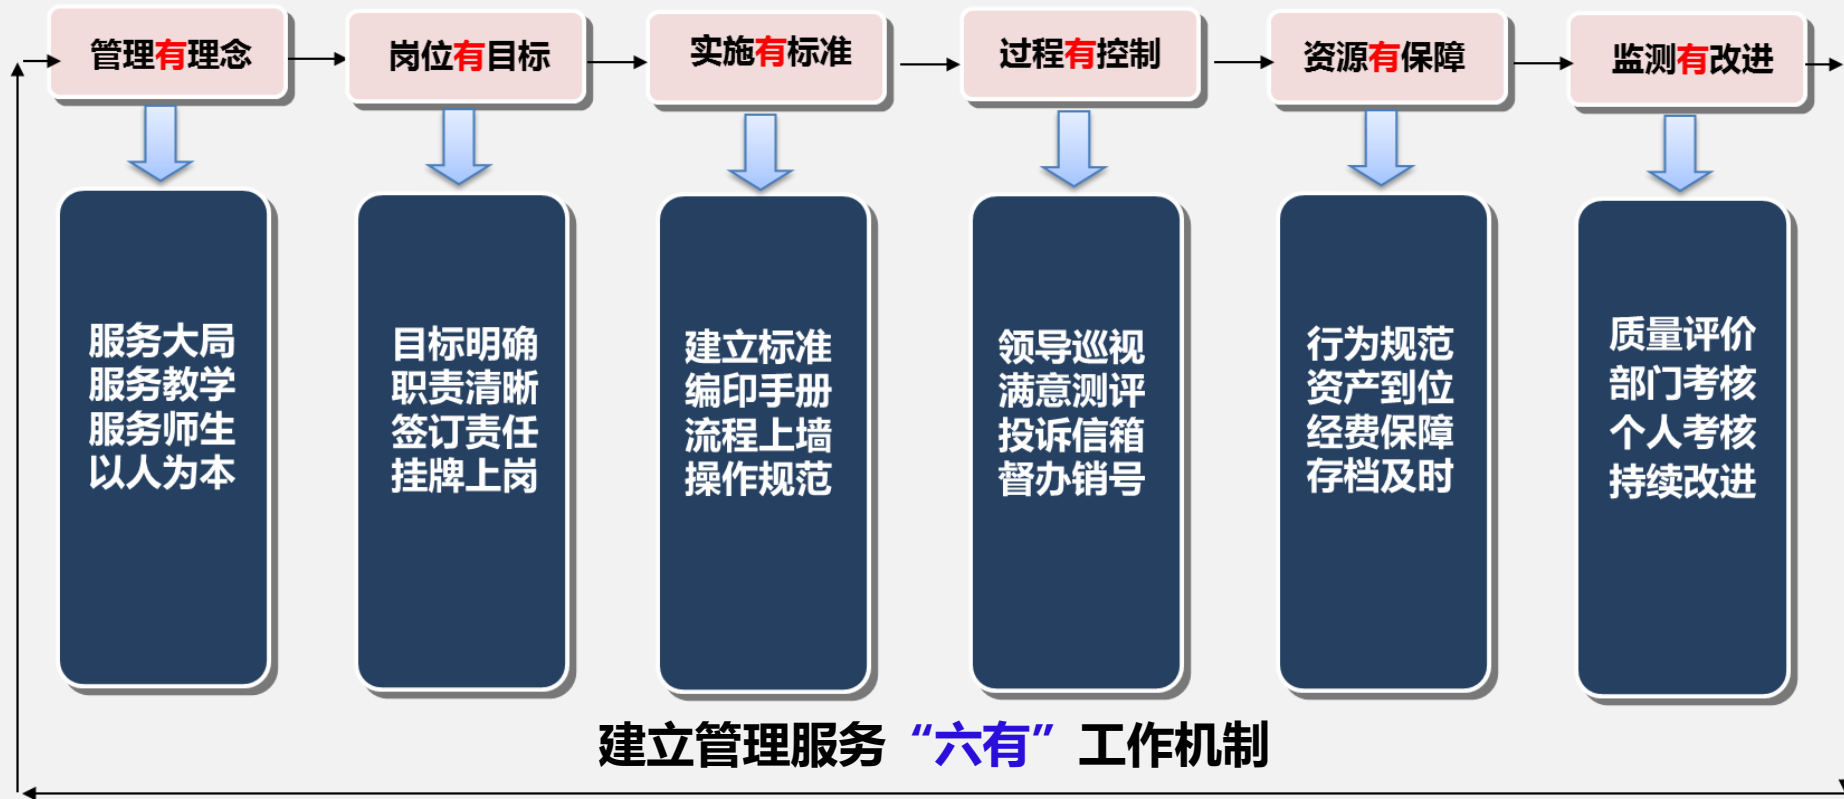 管理有理念
岗位有目标
实施有标准
过程有控制
资源有保障
监测有改进
服务大局
服务教学
服务师生
以人为本
目标明确
职责清晰
签订责任
挂牌上岗
建立标准
编印手册
流程上墙
操作规范
领导巡视
满意测评
投诉信箱
督办销号
行为规范
资产到位
经费保障
存档及时
质量评价
部门考核
个人考核
持续改进
建立管理服务“六有”工作机制